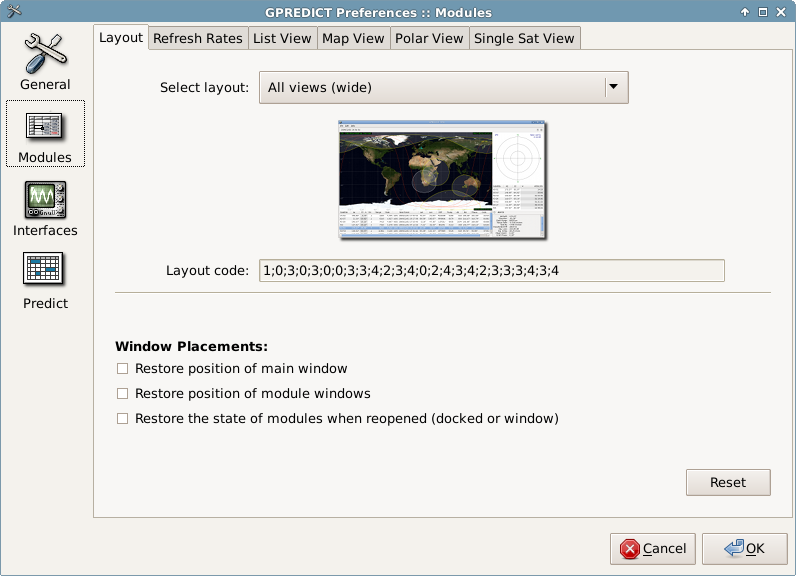 GPREDICT Preferences :: Modules
General
Modules
Interfaces
Predict
Layout Refresh Rates List View Map View Polar View Single Sat View
Select layout: All views (wide)
Layout code: 1;0;3;0;3;0;0;3;3;4;2;3;4;0;2;4;3;4;2;3;3;3;4;3;4
Window Placements:
Restore position of main window
Restore position of module windows
Restore the state of modules when reopened (docked or window)
Reset
Cancel OK